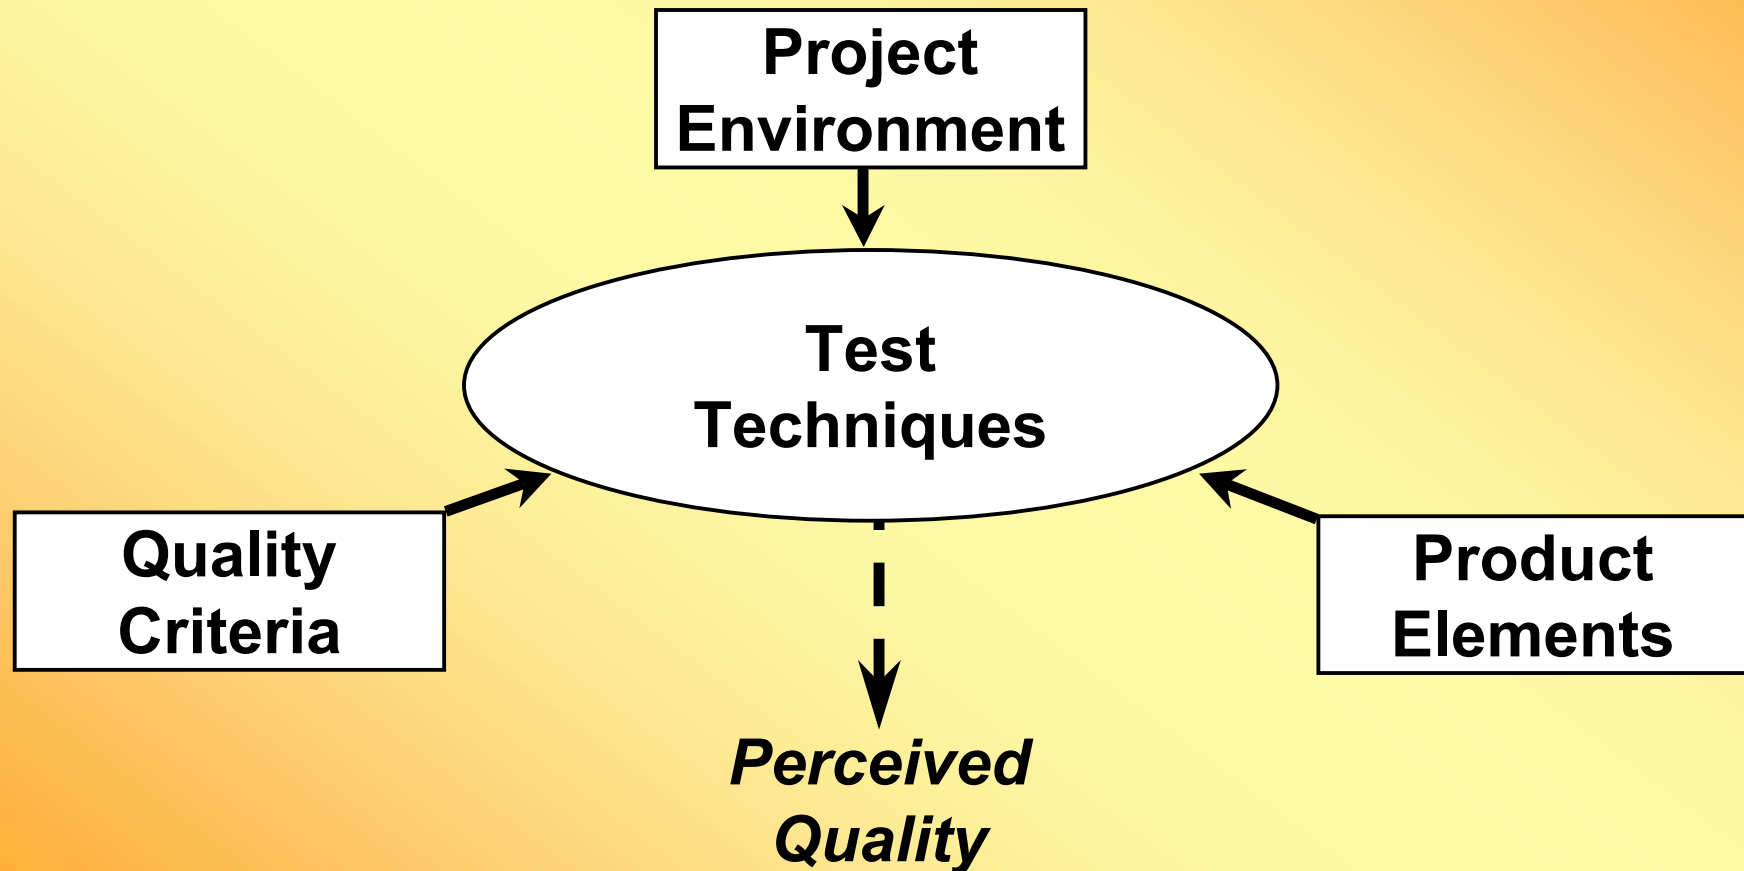 Project
Environment
Test
Techniques
Quality
Criteria
Product
Elements
Perceived
Quality